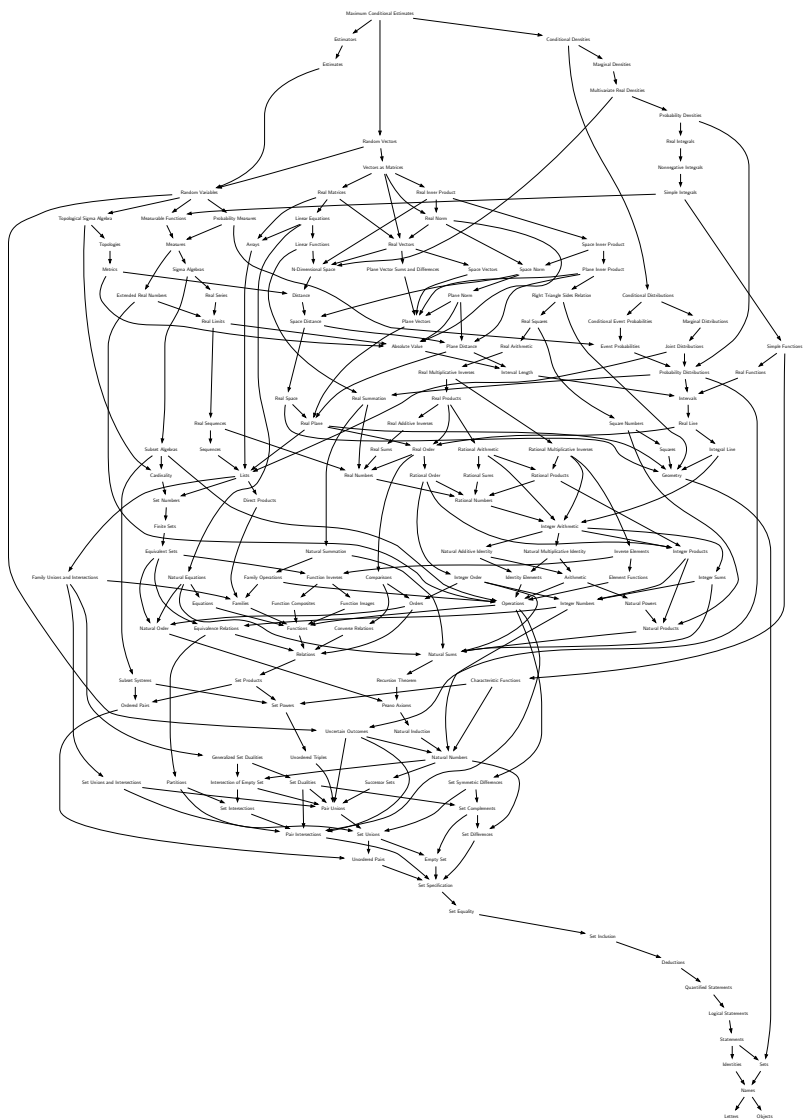 Maximum Conditional Estimates
Estimators
Conditional Densities
Estimates
Marginal Densities
Multivariate Real Densities
Probability Densities
Random Vectors
Real Integrals
Vectors as Matrices
Nonnegative Integrals
Random Variables
Real Matrices
Real Inner Product
Simple Integrals
Topological Sigma Algebra
Measurable Functions
Probability Measures
Linear Equations
Real Norm
Topologies
Measures
Arrays
Linear Functions
Real Vectors
Space Inner Product
Metrics
Sigma Algebras
N-Dimensional Space
Plane Vector Sums and Differences
Space Vectors
Space Norm
Plane Inner Product
Extended Real Numbers
Real Series
Distance
Plane Norm
Right Triangle Sides Relation
Conditional Distributions
Real Limits
Space Distance
Plane Vectors
Real Squares
Conditional Event Probabilities
Marginal Distributions
Absolute Value
Plane Distance
Real Arithmetic
Event Probabilities
Joint Distributions
Simple Functions
Real Multiplicative Inverses
Interval Length
Probability Distributions
Real Functions
Real Space
Real Summation
Real Products
Intervals
Real Sequences
Real Plane
Real Additive Inverses
Square Numbers
Real Line
Subset Algebras
Sequences
Real Sums
Real Order
Rational Arithmetic
Rational Multiplicative Inverses
Squares
Integral Line
Cardinality
Lists
Real Numbers
Rational Order
Rational Sums
Rational Products
Geometry
Set Numbers
Direct Products
Rational Numbers
Finite Sets
Integer Arithmetic
Equivalent Sets
Natural Summation
Natural Additive Identity
Natural Multiplicative Identity
Inverse Elements
Integer Products
Family Unions and Intersections
Natural Equations
Family Operations
Function Inverses
Comparisons
Integer Order
Identity Elements
Arithmetic
Element Functions
Integer Sums
Equations
Families
Function Composites
Function Images
Orders
Operations
Integer Numbers
Natural Powers
Natural Order
Equivalence Relations
Functions
Converse Relations
Natural Products
Relations
Natural Sums
Subset Systems
Set Products
Recursion Theorem
Characteristic Functions
Ordered Pairs
Set Powers
Peano Axioms
Uncertain Outcomes
Natural Induction
Generalized Set Dualities
Unordered Triples
Natural Numbers
Set Unions and Intersections
Partitions
Intersection of Empty Set
Set Dualities
Successor Sets
Set Symmetric Differences
Set Intersections
Pair Unions
Set Complements
Pair Intersections
Set Unions
Set Differences
Unordered Pairs
Empty Set
Set Specification
Set Equality
Set Inclusion
Deductions
Quantified Statements
Logical Statements
Statements
Identities
Sets
Names
Letters
Objects